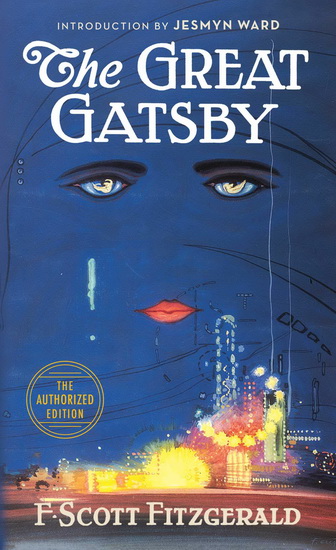 INTRODUCTION BY JESMYN WARD
The GREAT
GATSBY
THE
AUTHORIZED
EDITION
F·SCOTT FITZGERALD